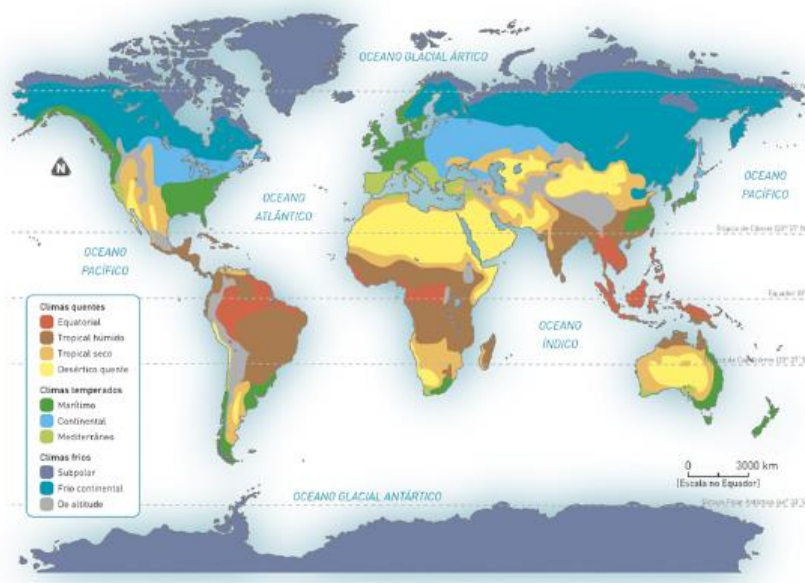 OCEANO GLACIAL ÁRTICO
N
OCEANO
ATLÂNTICO
OCEANO
PACÍFICO
OCEANO
PACÍFICO
OCEANO
ÍNDICO
Climas quentes
Equatorial
Tropical húmido
Tropical seco
Desértico quente
Climas temperados
Marítimo
Continental
Mediterrâneo
Climas frios
Subpolar
Frio continental
De altitude
0 3000 km
[Escala no Equador]
OCEANO GLACIAL ANTÁRTICO